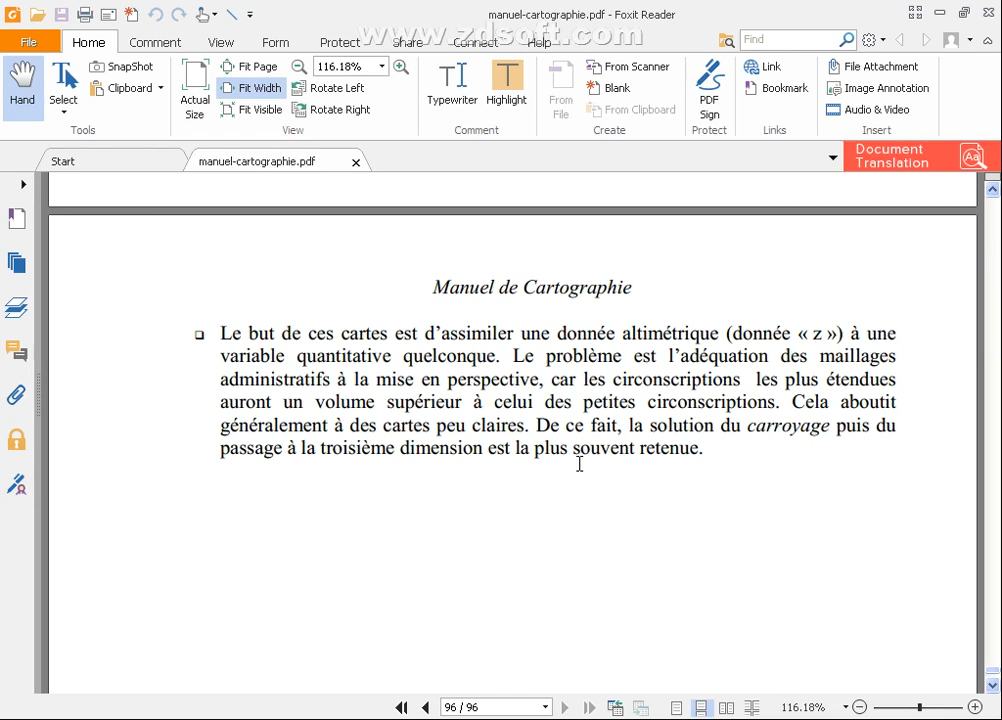 manuel-cartographie.pdf - Foxit Reader
www.zdsoft.com
File Home Comment View Form Protect Share Connect Help Find
Hand Select SnapShot Clipboard Tools
Actual Size Fit Page Fit Width Fit Visible 116.18% Rotate Left Rotate Right View
Typewriter Highlight Comment
From File From Scanner Blank From Clipboard Create
PDF Sign Protect
Link Bookmark Links
File Attachment Image Annotation Audio & Video Insert
Start manuel-cartographie.pdf
Document Translation
Manuel de Cartographie
Le but de ces cartes est d’assimiler une donnée altimétrique (donnée « z ») à une
variable quantitative quelconque. Le problème est l’adéquation des maillages
administratifs à la mise en perspective, car les circonscriptions les plus étendues
auront un volume supérieur à celui des petites circonscriptions. Cela aboutit
généralement à des cartes peu claires. De ce fait, la solution du carroyage puis du
passage à la troisième dimension est la plus souvent retenue.
96 / 96 116.18%